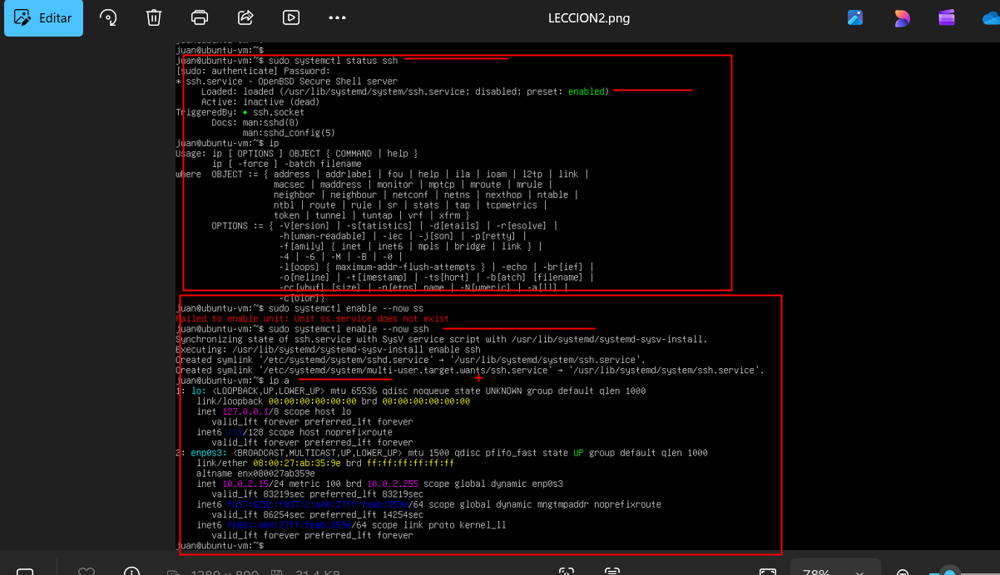 Editar
LECCION2.png
juan@ubuntu-vm:~$
juan@ubuntu-vm:~$ sudo systemctl status ssh
[sudo: authenticate] Password:
* ssh.service - OpenBSD Secure Shell server
Loaded: loaded (/usr/lib/systemd/system/ssh.service; disabled; preset: enabled)
Active: inactive (dead)
TriggeredBy: ● ssh.socket
Docs: man:sshd(8)
man:sshd_config(5)
juan@ubuntu-vm:~$ ip
Usage: ip [ OPTIONS ] OBJECT { COMMAND | help }
ip [ -force ] -batch filename
where OBJECT := { address | addrlabel | fou | help | ila | ioam | l2tp | link |
macsec | maddress | monitor | mptcp | mroute | mrule |
neighbor | neighbour | netconf | netns | nexthop | ntable |
ntbl | route | rule | sr | stats | tap | tcpmetrics |
token | tunnel | tuntap | vrf | xfrm }
OPTIONS := { -V[ersion] | -s[tatistics] | -d[etails] | -r[esolve] |
-h[uman-readable] | -iec | -j[son] | -p[retty] |
-f[amily] { inet | inet6 | mpls | bridge | link } |
-4 | -6 | -M | -B | -0 |
-l[oops] { maximum-addr-flush-attempts } | -echo | -br[ief] |
-o[neline] | -t[imestamp] | -ts[hort] | -b[atch] [filename] |
-rc[vbuf] [size] | -n[etns] name | -N[umeric] | -a[ll] |
-c[olor]}
juan@ubuntu-vm:~$ sudo systemctl enable --now ss
Failed to enable unit: Unit ss.service does not exist
juan@ubuntu-vm:~$ sudo systemctl enable --now ssh
Synchronizing state of ssh.service with SysV service script with /usr/lib/systemd/systemd-sysv-install.
Executing: /usr/lib/systemd/systemd-sysv-install enable ssh
Created symlink '/etc/systemd/system/sshd.service' → '/usr/lib/systemd/system/ssh.service'.
Created symlink '/etc/systemd/system/multi-user.target.wants/ssh.service' → '/usr/lib/systemd/system/ssh.service'.
juan@ubuntu-vm:~$ ip a
1: lo: <LOOPBACK,UP,LOWER_UP> mtu 65536 qdisc noqueue state UNKNOWN group default qlen 1000
link/loopback 00:00:00:00:00:00 brd 00:00:00:00:00:00
inet 127.0.0.1/8 scope host lo
valid_lft forever preferred_lft forever
inet6 ::1/128 scope host noprefixroute
valid_lft forever preferred_lft forever
2: enp0s3: <BROADCAST,MULTICAST,UP,LOWER_UP> mtu 1500 qdisc pfifo_fast state UP group default qlen 1000
link/ether 08:00:27:ab:35:9e brd ff:ff:ff:ff:ff:ff
altname enx080027ab359e
inet 10.0.2.15/24 metric 100 brd 10.0.2.255 scope global dynamic enp0s3
valid_lft 83219sec preferred_lft 83219sec
inet6 /64 scope global dynamic mngtmpaddr noprefixroute
valid_lft 86254sec preferred_lft 14254sec
inet6 fe80::a00:27ff:feab:359e/64 scope link proto kernel_ll
valid_lft forever preferred_lft forever
juan@ubuntu-vm:~$
1280 x 800
31.4 KB
78%